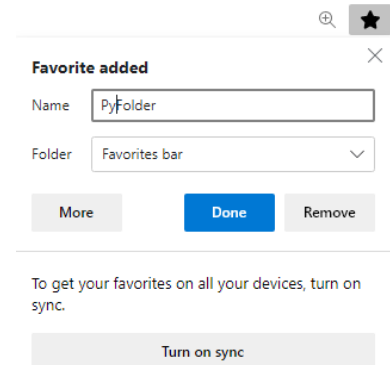 Favorite added
Name PyFolder
Folder Favorites bar
More Done Remove
To get your favorites on all your devices, turn on
sync.
Turn on sync